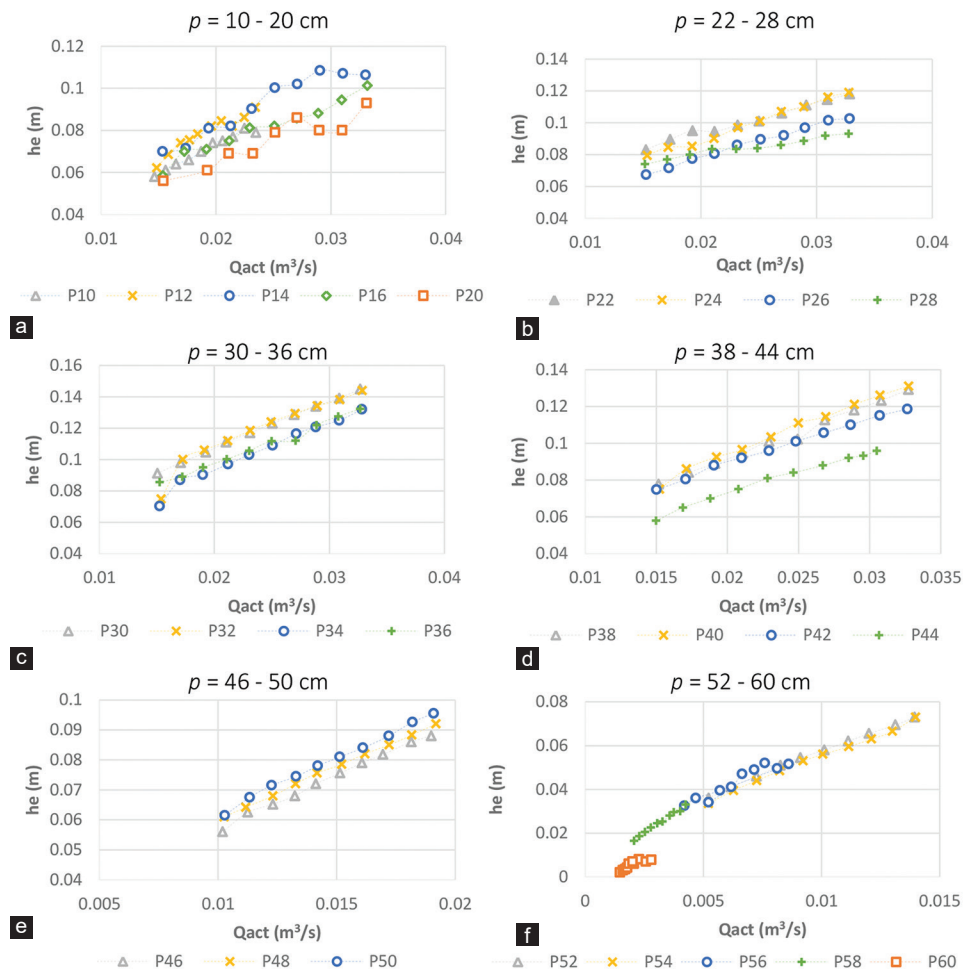 p = 10 - 20 cm
he (m)
0.12
0.1
0.08
0.06
0.04
0.01 0.02 0.03 0.04
Qact (m³/s)
P10 P12 P14 P16 P20
a
p = 22 - 28 cm
he (m)
0.14
0.12
0.1
0.08
0.06
0.04
0.01 0.02 0.03 0.04
Qact (m³/s)
P22 P24 P26 P28
b
p = 30 - 36 cm
he (m)
0.16
0.14
0.12
0.1
0.08
0.06
0.04
0.01 0.02 0.03 0.04
Qact (m³/s)
P30 P32 P34 P36
c
p = 38 - 44 cm
he (m)
0.14
0.12
0.1
0.08
0.06
0.04
0.01 0.015 0.02 0.025 0.03 0.035
Qact (m³/s)
P38 P40 P42 P44
d
p = 46 - 50 cm
he (m)
0.1
0.09
0.08
0.07
0.06
0.05
0.04
0.005 0.01 0.015 0.02
Qact (m³/s)
P46 P48 P50
e
p = 52 - 60 cm
he (m)
0.08
0.06
0.04
0.02
0
0 0.005 0.01 0.015
Qact (m³/s)
P52 P54 P56 P58 P60
f